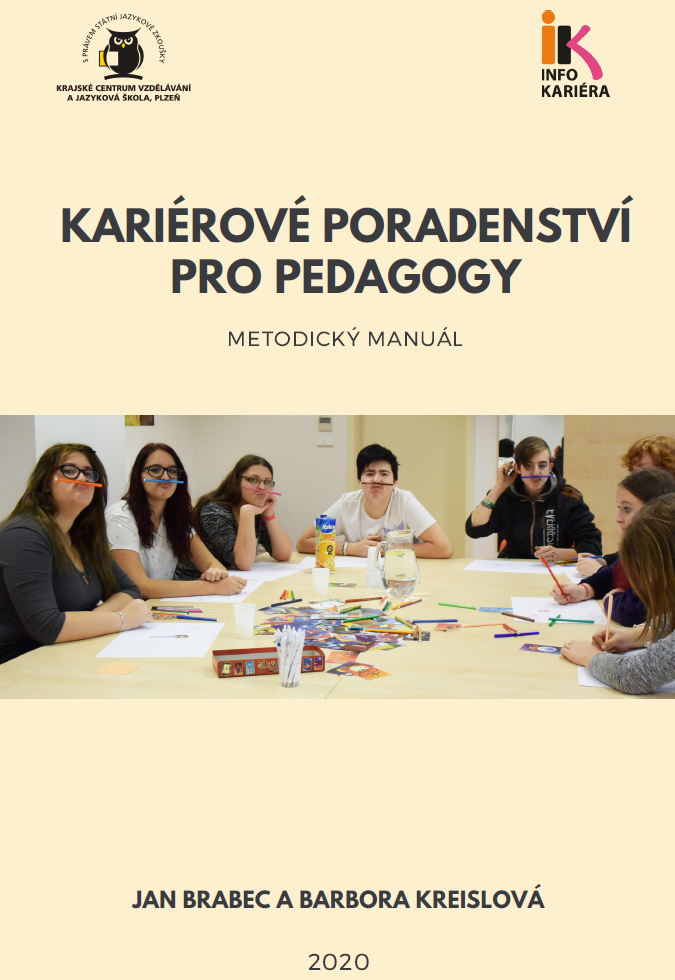 S PRÁVEM STÁTNÍ JAZYKOVÉ ZKOUŠKY
KRAJSKÉ CENTRUM VZDĚLÁVÁNÍ
A JAZYKOVÁ ŠKOLA, PLZEŇ
iK
INFO
KARIÉRA
KARIÉROVÉ PORADENSTVÍ
PRO PEDAGOGY
METODICKÝ MANUÁL
JAN BRABEC A BARBORA KREISLOVÁ
2020